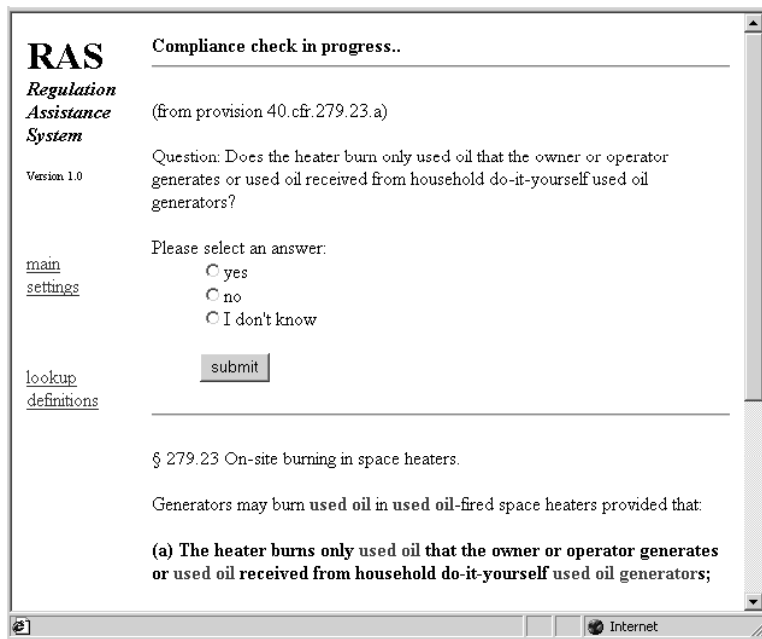 RAS
Regulation
Assistance
System
Version 1.0
main
settings
lookup
definitions
Compliance check in progress..
(from provision 40.cfr.279.23.a)
Question: Does the heater burn only used oil that the owner or operator
generates or used oil received from household do-it-yourself used oil
generators?
Please select an answer:
yes
no
I don't know
submit
§ 279.23 On-site burning in space heaters.
Generators may burn used oil in used oil-fired space heaters provided that:
(a) The heater burns only used oil that the owner or operator generates
or used oil received from household do-it-yourself used oil generators;
Internet